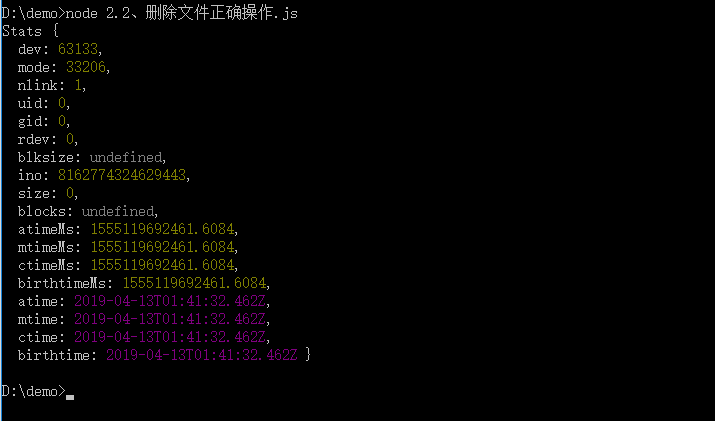 D:\demo>node 2.2、删除文件正确操作.js
Stats {
  dev: 63133,
  mode: 33206,
  nlink: 1,
  uid: 0,
  gid: 0,
  rdev: 0,
  blksize: undefined,
  ino: 8162774324629443,
  size: 0,
  blocks: undefined,
  atimeMs: 1555119692461.6084,
  mtimeMs: 1555119692461.6084,
  ctimeMs: 1555119692461.6084,
  birthtimeMs: 1555119692461.6084,
  atime: 2019-04-13T01:41:32.462Z,
  mtime: 2019-04-13T01:41:32.462Z,
  ctime: 2019-04-13T01:41:32.462Z,
  birthtime: 2019-04-13T01:41:32.462Z }
D:\demo>